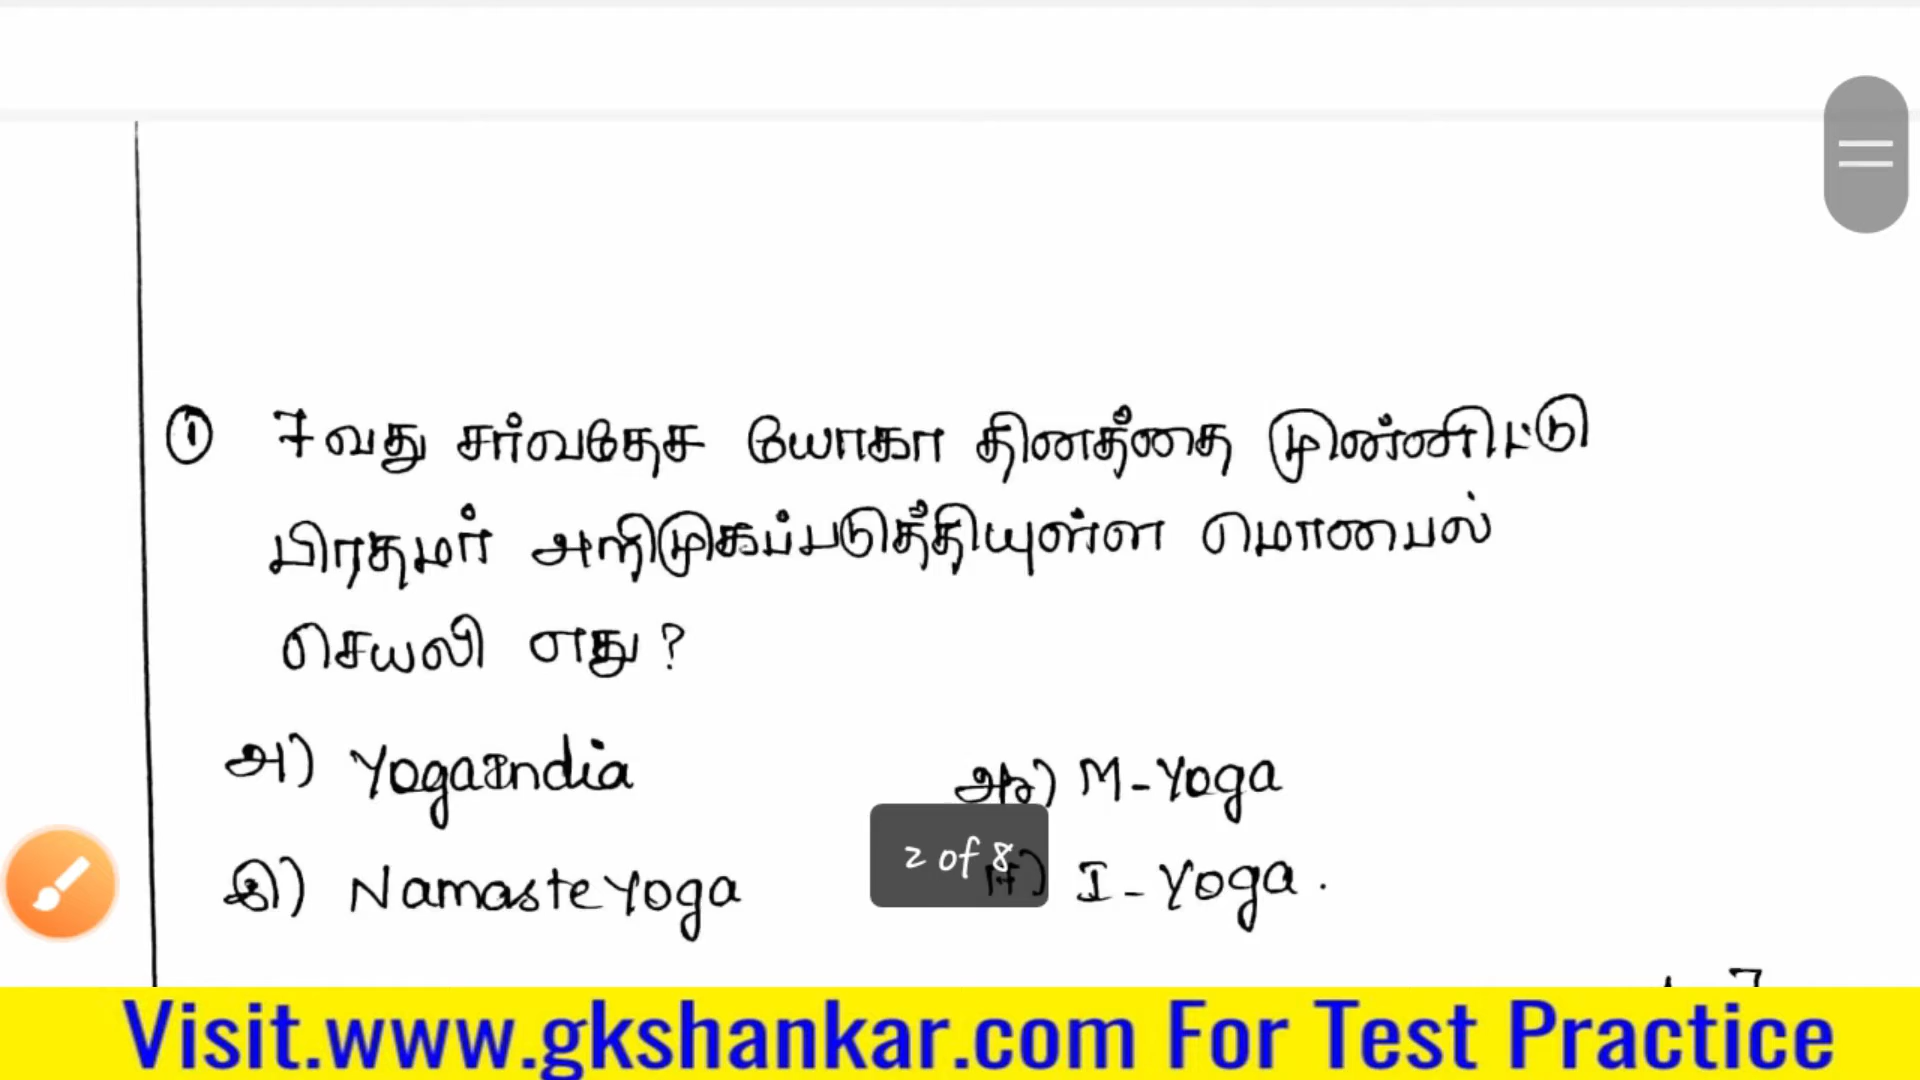 ① 7வது சர்வதேச யோகா தினத்தை முன்னிட்டு
பிரதமர் அறிமுகப்படுத்தியுள்ள மொபைல்
செயலி எது?
அ) YogaIndia ஆ) M-Yoga
இ) NamasteYoga ஈ) I-Yoga.
2 of 8
Visit.www.gkshankar.com For Test Practice